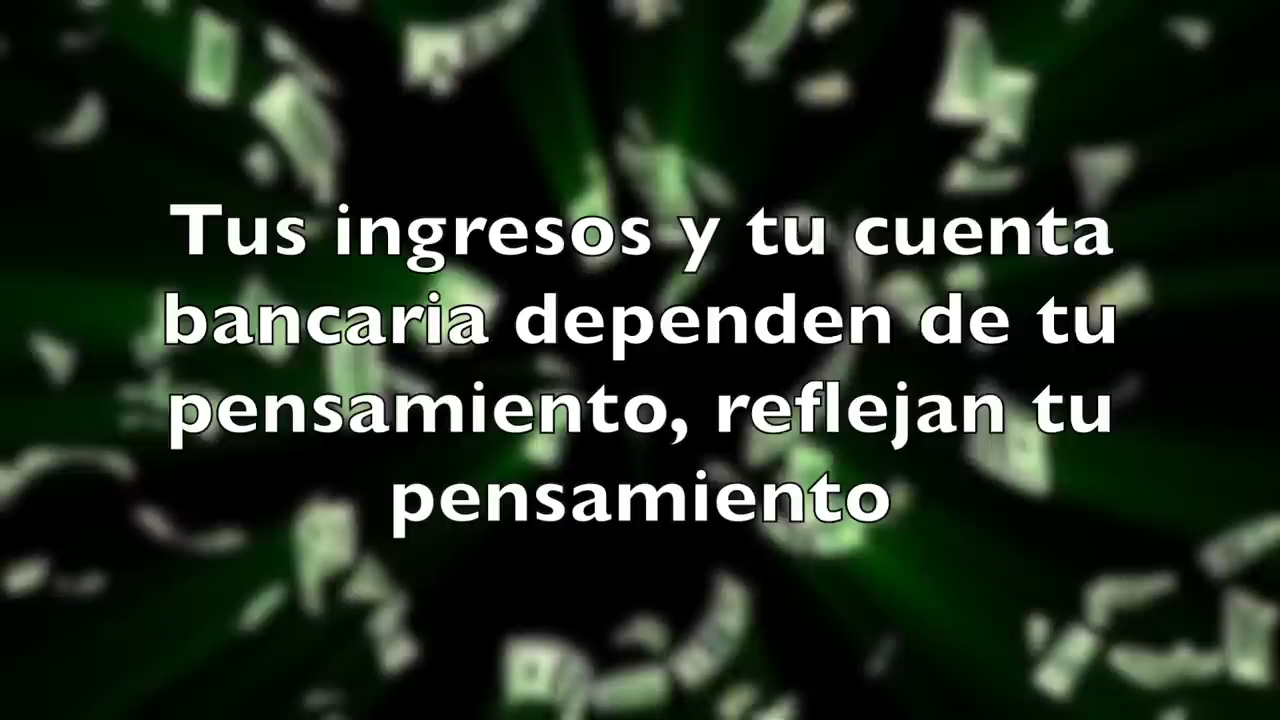 Tus ingresos y tu cuenta
bancaria dependen de tu
pensamiento, reflejan tu
pensamiento